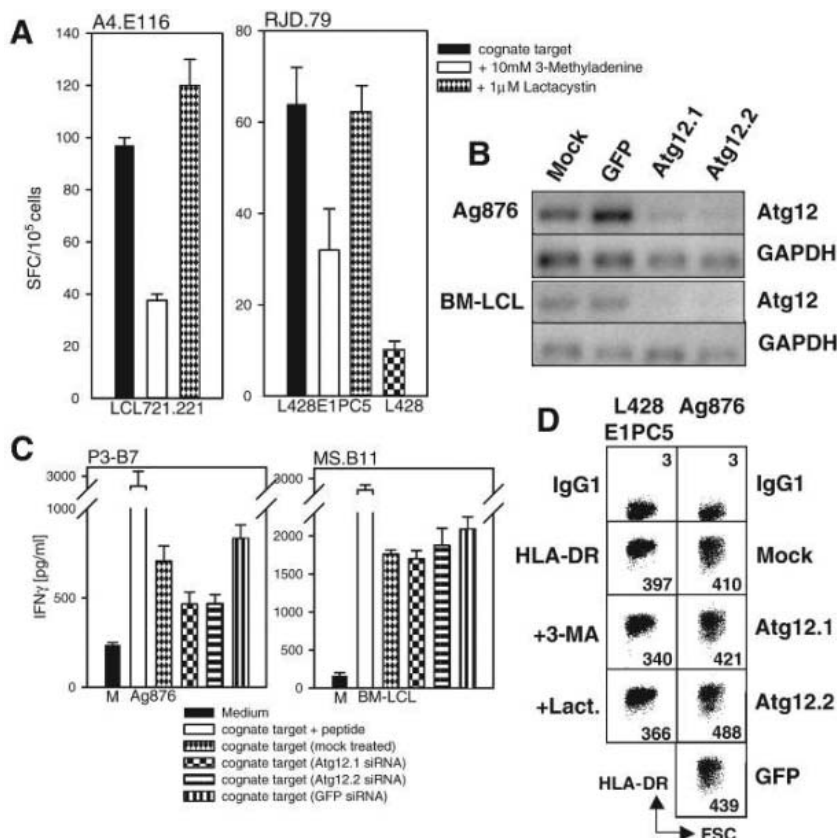 A
A4.E116
RJD.79
140
120
100
80
60
40
20
0
SFC/10⁵ cells
80
60
40
20
0
LCL721.221
L428E1PC5 L428
cognate target
+ 10mM 3-Methyladenine
+ 1μM Lactacystin
B
Mock GFP Atg12.1 Atg12.2
Ag876 Atg12
GAPDH
BM-LCL Atg12
GAPDH
C
P3-B7
MS.B11
3000
1000
500
0
IFNγ [pg/ml]
3000
2000
1500
1000
500
0
M Ag876
M BM-LCL
Medium
cognate target + peptide
cognate target (mock treated)
cognate target (Atg12.1 siRNA)
cognate target (Atg12.2 siRNA)
cognate target (GFP siRNA)
D
L428 Ag876
E1PC5
IgG1 3 3 IgG1
HLA-DR 397 410 Mock
+3-MA 340 421 Atg12.1
+Lact. 366 488 Atg12.2
439 GFP
HLA-DR
FSC